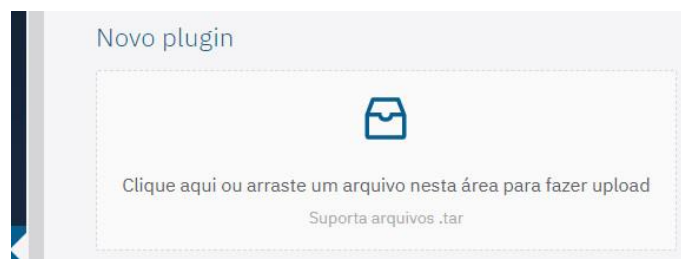 Novo plugin
Clique aqui ou arraste um arquivo nesta área para fazer upload
Suporta arquivos .tar